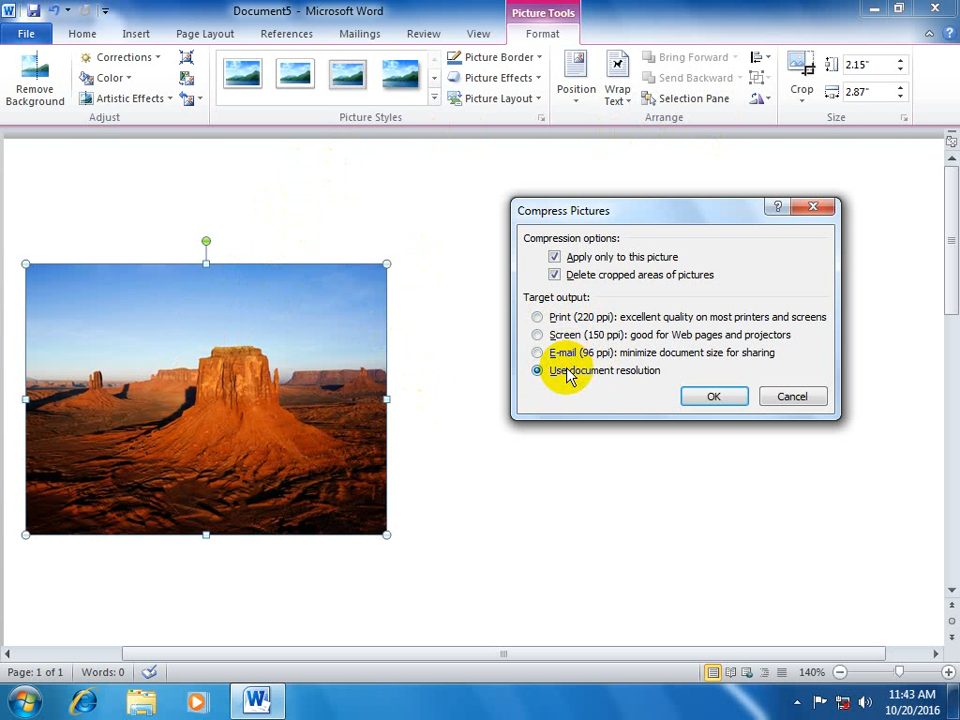 Document5 - Microsoft Word
Picture Tools
File Home Insert Page Layout References Mailings Review View Format
Remove Background
Corrections
Color
Artistic Effects
Adjust
Picture Styles
Picture Border
Picture Effects
Picture Layout
Position
Wrap Text
Bring Forward
Send Backward
Selection Pane
Arrange
Crop
2.15"
2.87"
Size
Compress Pictures
Compression options:
Apply only to this picture
Delete cropped areas of pictures
Target output:
Print (220 ppi): excellent quality on most printers and screens
Screen (150 ppi): good for Web pages and projectors
E-mail (96 ppi): minimize document size for sharing
Use document resolution
OK Cancel
Page: 1 of 1 Words: 0 140%
11:43 AM
10/20/2016